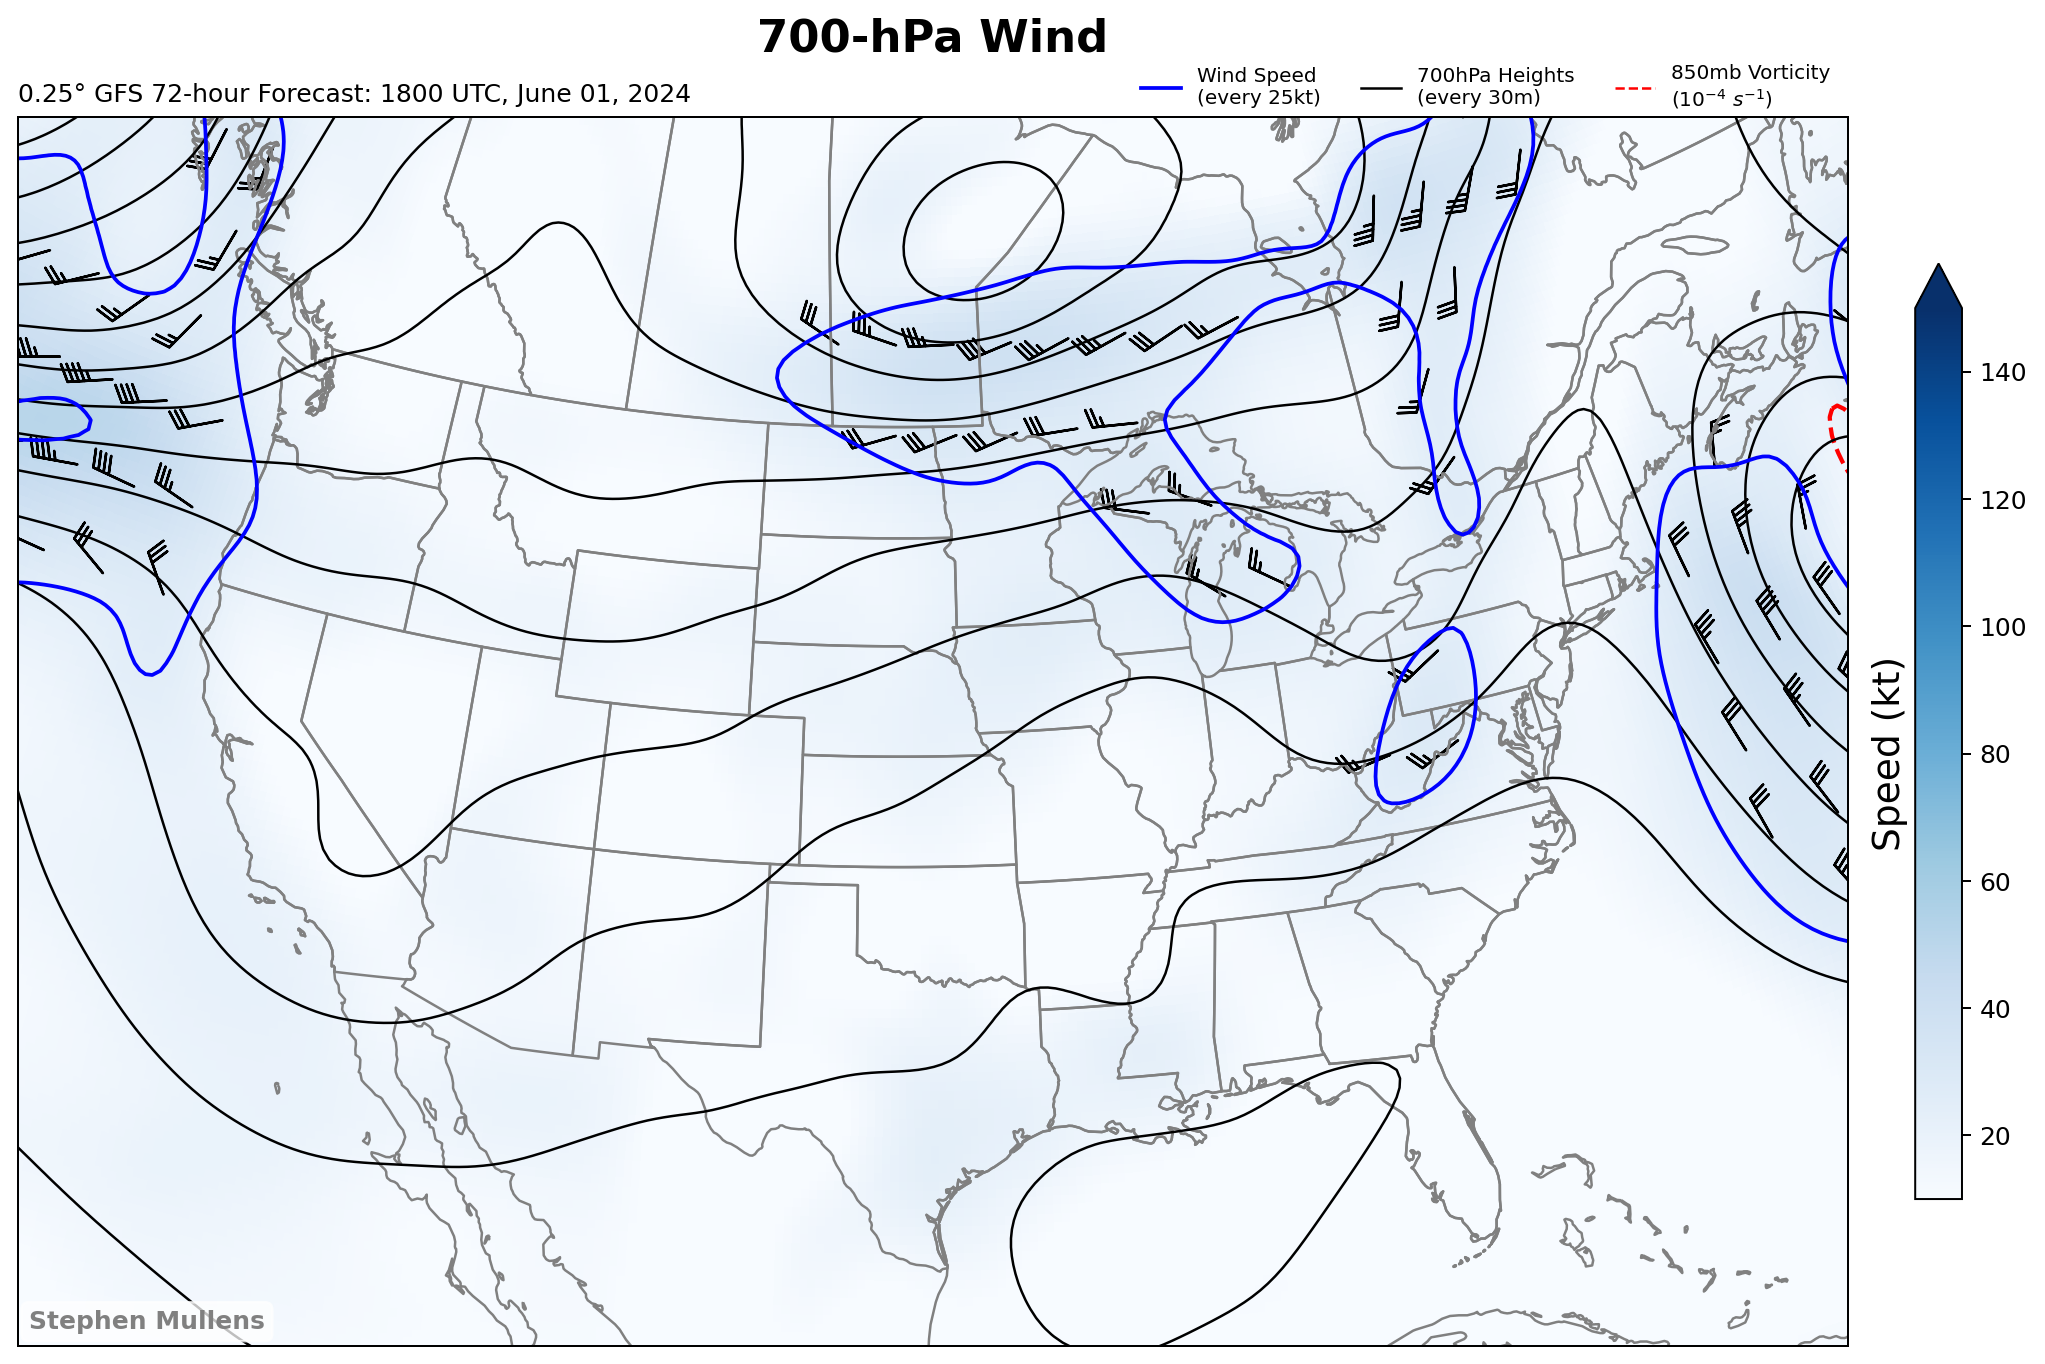 700-hPa Wind
0.25° GFS 72-hour Forecast: 1800 UTC, June 01, 2024
Wind Speed
(every 25kt)
700hPa Heights
(every 30m)
850mb Vorticity
(10⁻⁴ s⁻¹)
140
120
100
80
60
40
20
Speed (kt)
Stephen Mullens